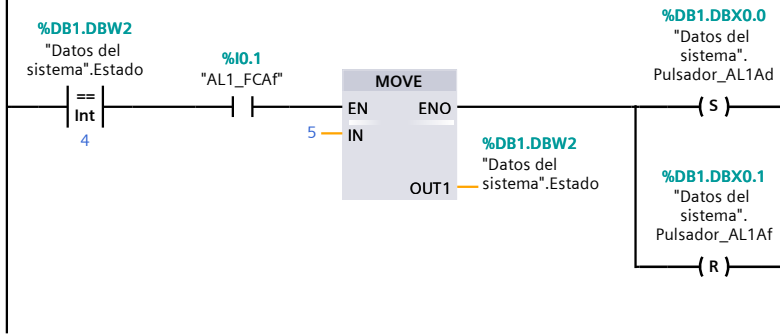 %DB1.DBW2
"Datos del
sistema".Estado
==
Int
4
%I0.1
"AL1_FCAf"
MOVE
EN
ENO
5
IN
OUT1
%DB1.DBW2
"Datos del
sistema".Estado
%DB1.DBX0.0
"Datos del
sistema".
Pulsador_AL1Ad
S
%DB1.DBX0.1
"Datos del
sistema".
Pulsador_AL1Af
R